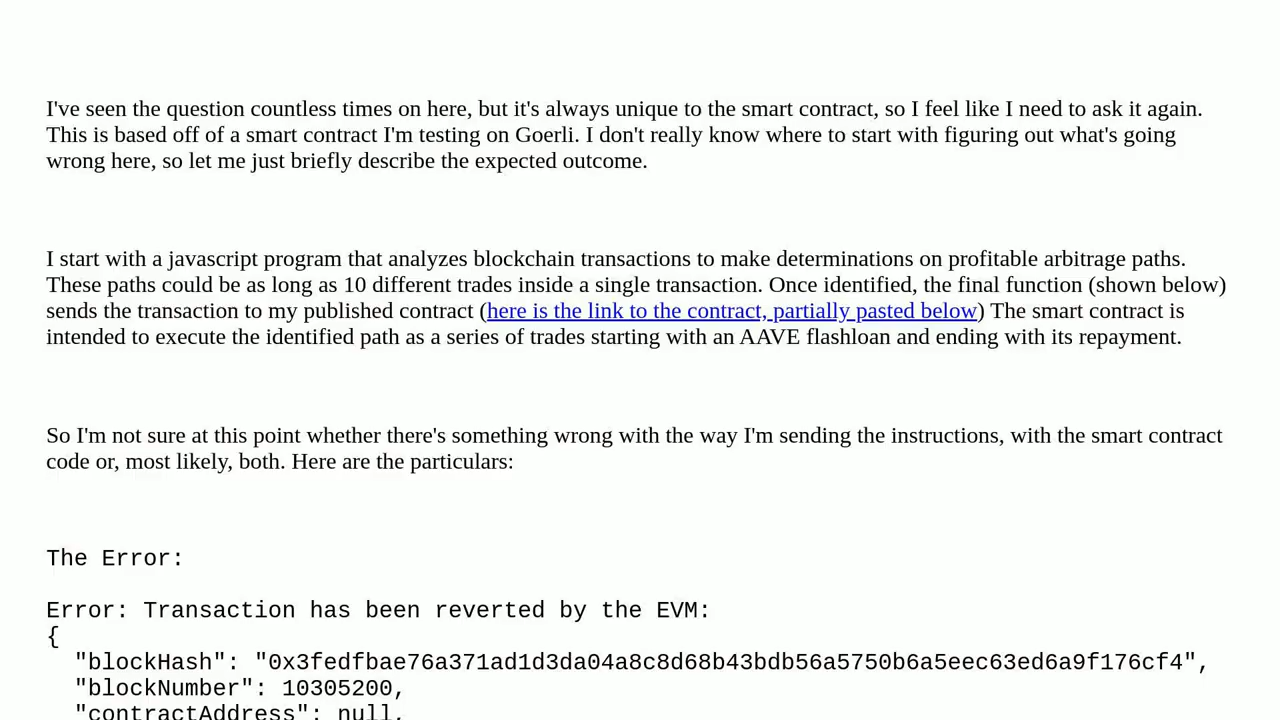 I've seen the question countless times on here, but it's always unique to the smart contract, so I feel like I need to ask it again.
This is based off of a smart contract I'm testing on Goerli. I don't really know where to start with figuring out what's going
wrong here, so let me just briefly describe the expected outcome.
I start with a javascript program that analyzes blockchain transactions to make determinations on profitable arbitrage paths.
These paths could be as long as 10 different trades inside a single transaction. Once identified, the final function (shown below)
sends the transaction to my published contract (here is the link to the contract, partially pasted below) The smart contract is
intended to execute the identified path as a series of trades starting with an AAVE flashloan and ending with its repayment.
So I'm not sure at this point whether there's something wrong with the way I'm sending the instructions, with the smart contract
code or, most likely, both. Here are the particulars:
The Error:
Error: Transaction has been reverted by the EVM:
{
"blockHash": "0x3fedfbae76a371ad1d3da04a8c8d68b43bdb56a5750b6a5eec63ed6a9f176cf4",
"blockNumber": 10305200,
"contractAddress": null,